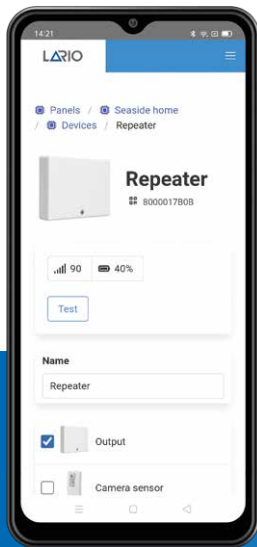 14:21
LARIO
Panels / Seaside home
/ Devices / Repeater
Repeater
8000017B0B
90 40%
Test
Name
Repeater
Output
Camera sensor